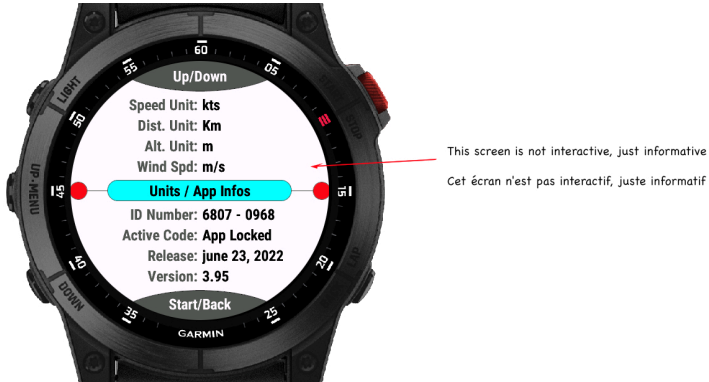 60
55
05
LIGHT
STOP
50
Up/Down
Speed Unit: kts
Dist. Unit: Km
Alt. Unit: m
Wind Spd: m/s
This screen is not interactive, just informative
Cet écran n'est pas interactif, juste informatif
UP·MENU
45
Units / App Infos
15
ID Number: 6807 - 0968
Active Code: App Locked
Release: june 23, 2022
Version: 3.95
40
20
LAP
DOWN
Start/Back
35
25
GARMIN